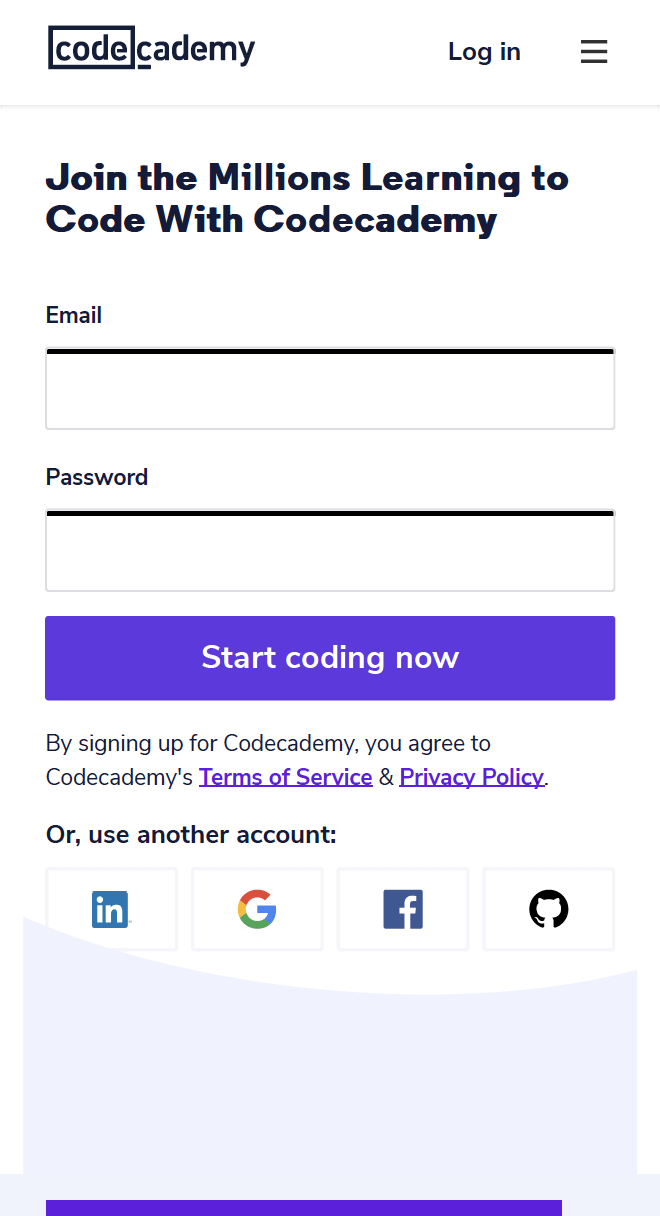 codecademy
Log in
Join the Millions Learning to
Code With Codecademy
Email
Password
Start coding now
By signing up for Codecademy, you agree to
Codecademy's Terms of Service & Privacy Policy.
Or, use another account:
in